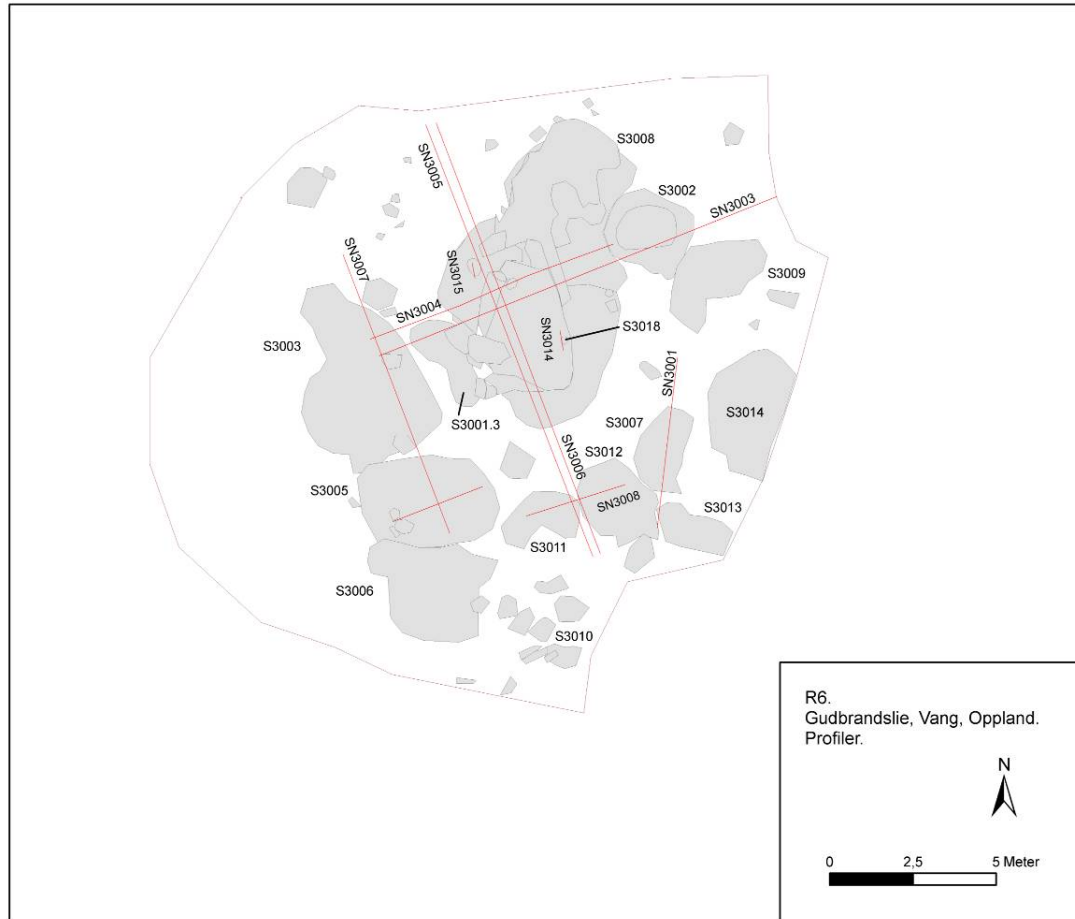 S3008
SN3005
S3002
SN3003
SN3007
SN3015
S3009
SN3004
SN3014
S3018
S3003
SN3001
S3014
S3001.3
S3007
S3012
SN3006
S3005
SN3008
S3013
S3011
S3006
S3010
R6.
Gudbrandslie, Vang, Oppland.
Profiler.
N
0 2,5 5 Meter